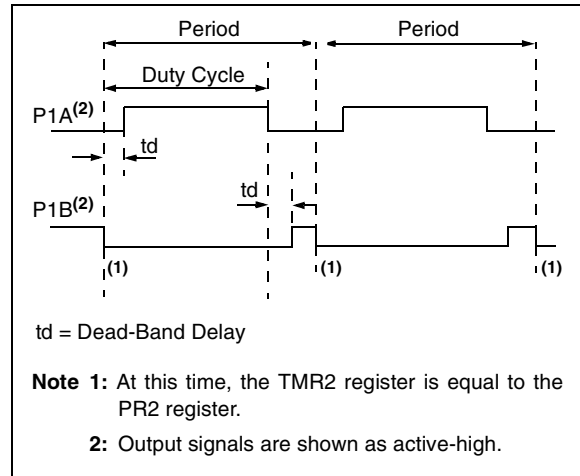 Period Period
Duty Cycle
P1A(2)
td
td
P1B(2)
(1) (1) (1)
td = Dead-Band Delay
Note 1: At this time, the TMR2 register is equal to the
PR2 register.
2: Output signals are shown as active-high.